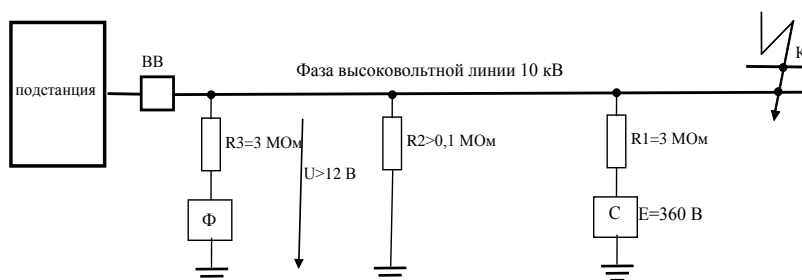 ВВ
Фаза высоковольтной линии 10 кВ
К
подстанция
R3=3 МОм
R2>0,1 МОм
R1=3 МОм
U>12 В
Ф
С
E=360 В